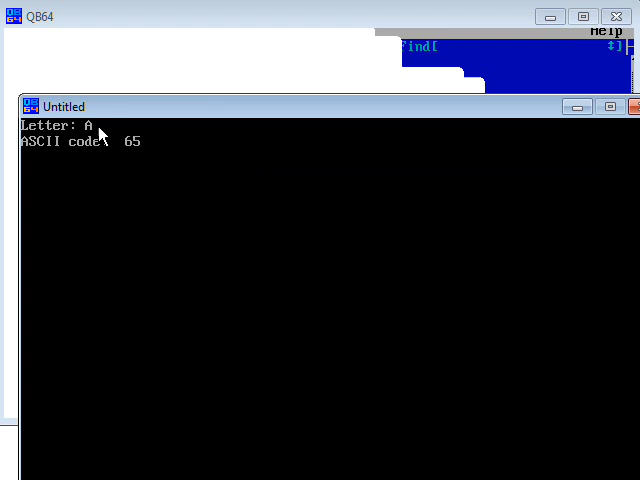 QB64
Help
Find[
Untitled
Letter: A
ASCII code: 65